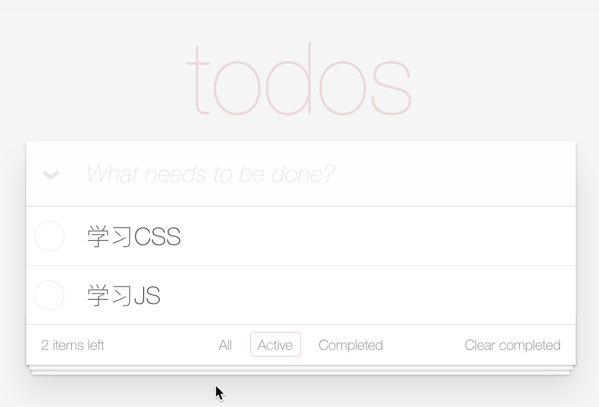 todos
What needs to be done?
学习CSS
学习JS
2 items left All Active Completed Clear completed